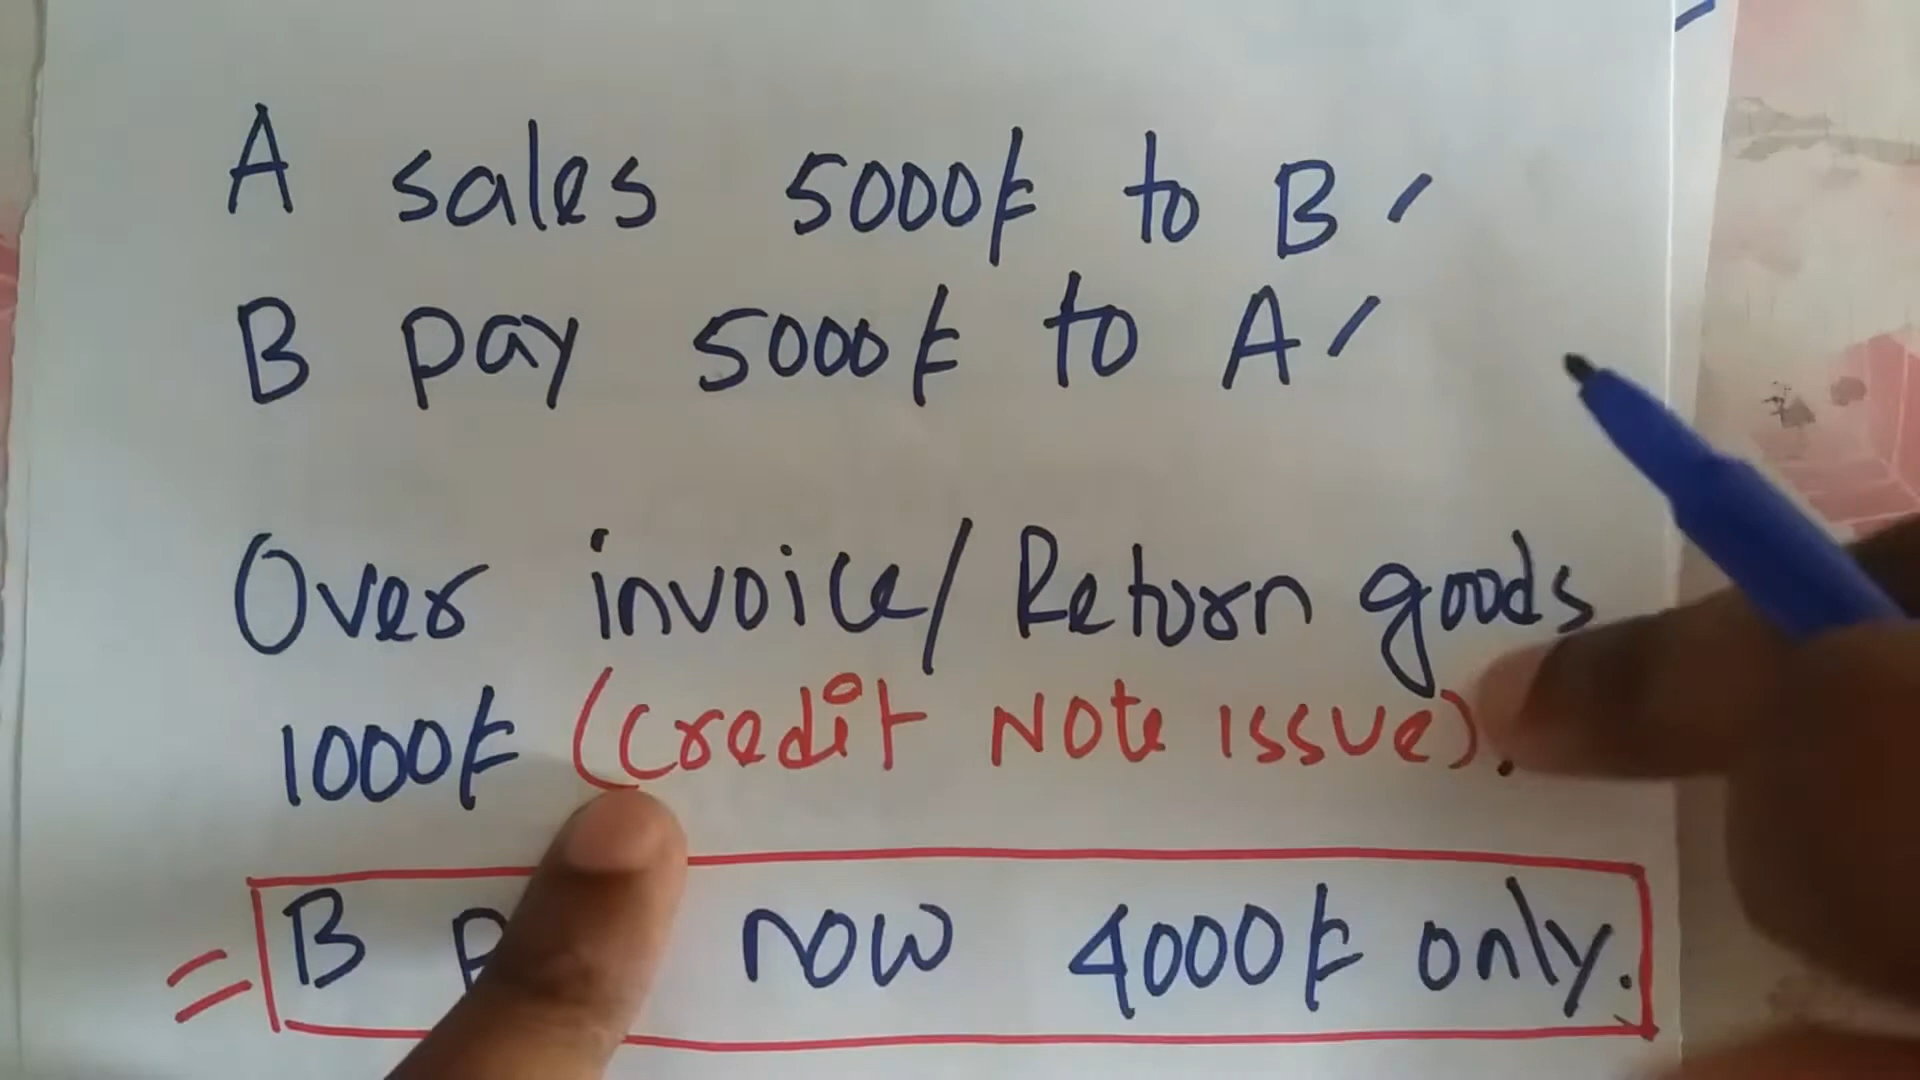 A sales 5000/- to B
B pay 5000/- to A
Over invoice/Return goods
1000/- (Credit Note issue).
= B now 4000/- only.